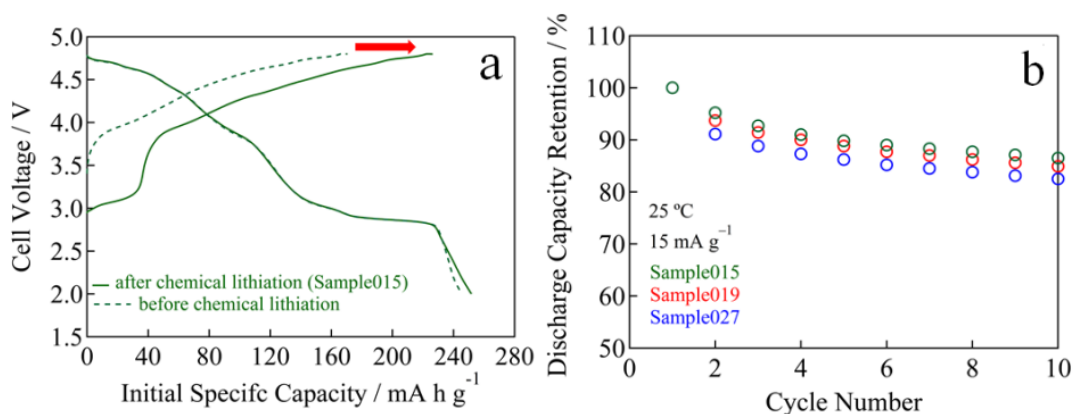 a
5.0
4.5
4.0
3.5
3.0
2.5
2.0
1.5
Cell Voltage / V
after chemical lithiation (Sample015)
before chemical lithiation
0 40 80 120 160 200 240 280
Initial Specifc Capacity / mA h g⁻¹
b
110
100
90
80
70
60
50
Discharge Capacity Retention / %
25 ºC
15 mA g⁻¹
Sample015
Sample019
Sample027
0 2 4 6 8 10
Cycle Number